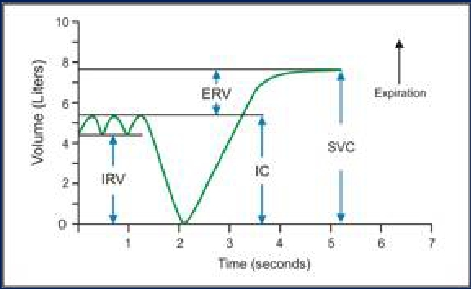 10
8
6
4
2
0
Volume (Liters)
ERV
IRV
IC
SVC
Expiration
1 2 3 4 5 6 7
Time (seconds)